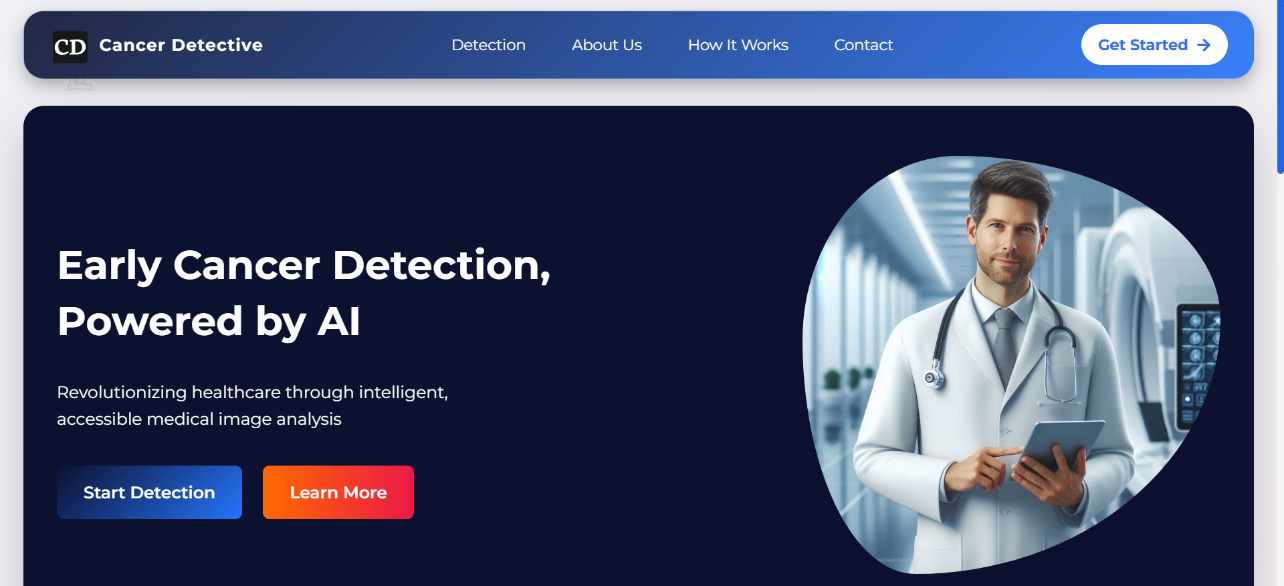 CD Cancer Detective Detection About Us How It Works Contact Get Started
Early Cancer Detection,
Powered by AI
Revolutionizing healthcare through intelligent,
accessible medical image analysis
Start Detection Learn More